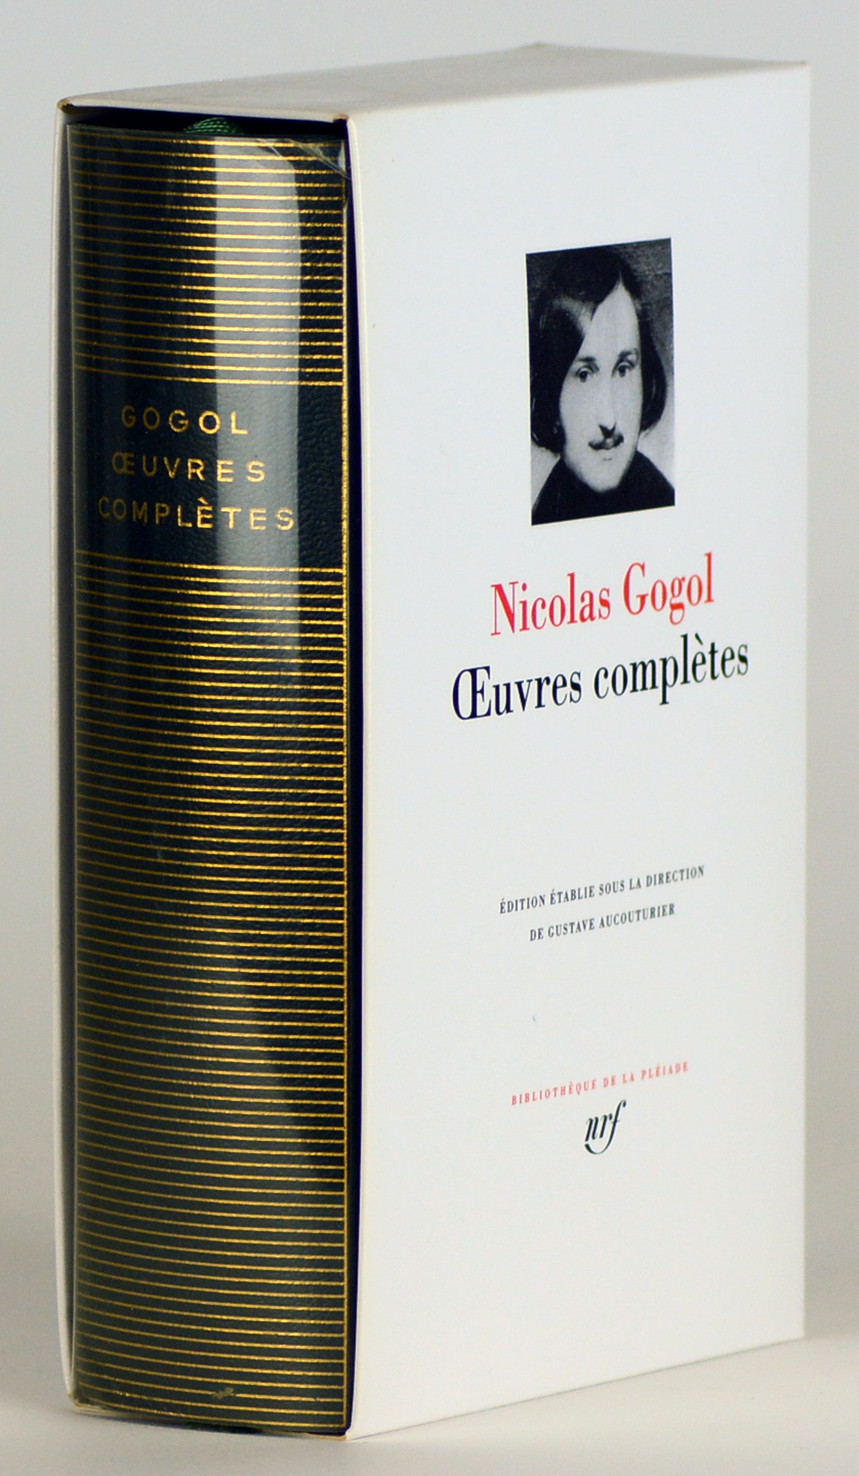 GOGOL
ŒUVRES
COMPLÈTES
Nicolas Gogol
Œuvres complètes
ÉDITION ÉTABLIE SOUS LA DIRECTION
DE GUSTAVE AUCOUTURIER
BIBLIOTHÈQUE DE LA PLÉIADE
nrf